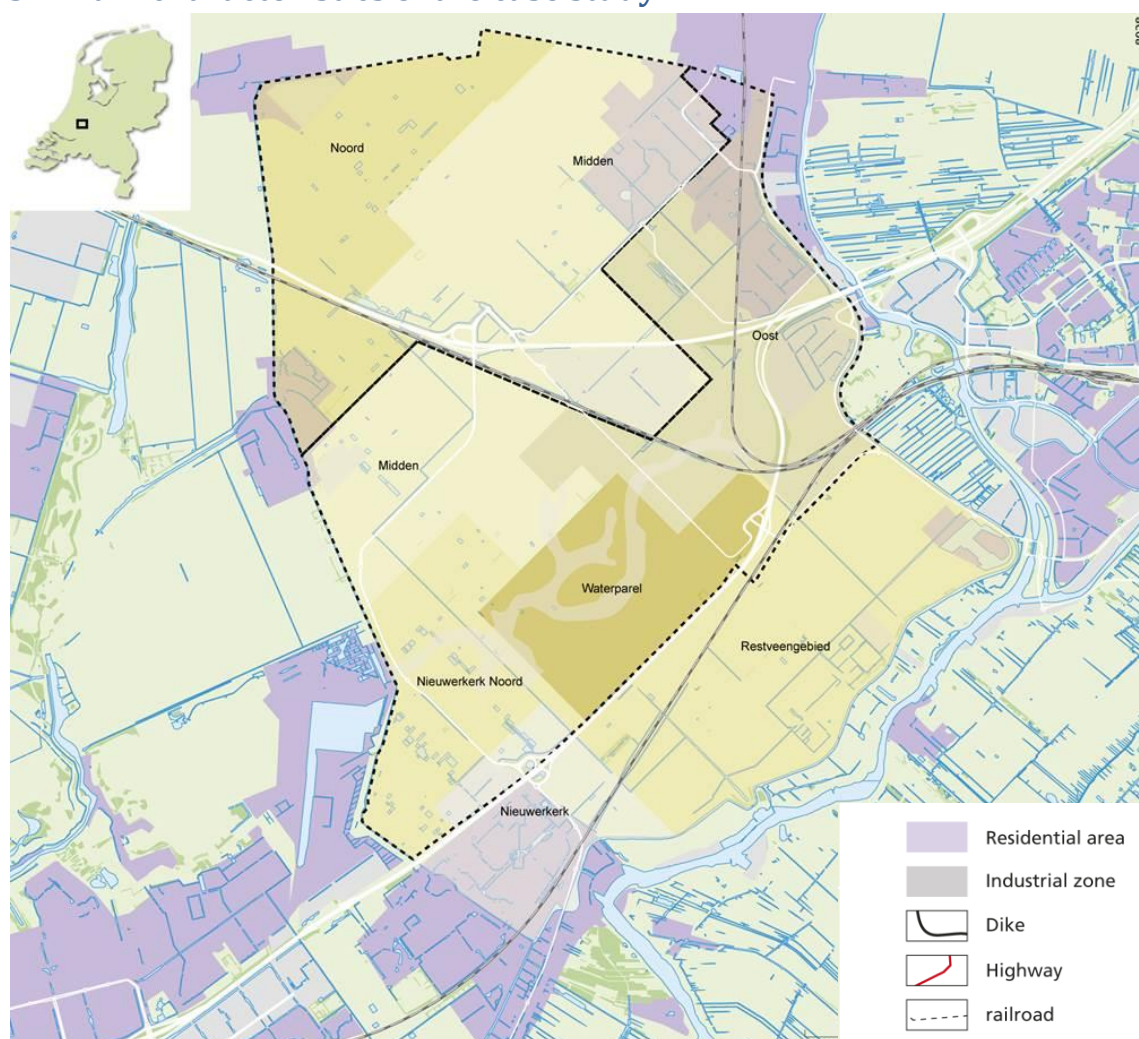 Noord
Midden
Oost
Midden
Waterparel
Restveengebied
Nieuwerkerk Noord
Nieuwerkerk
Residential area
Industrial zone
Dike
Highway
railroad